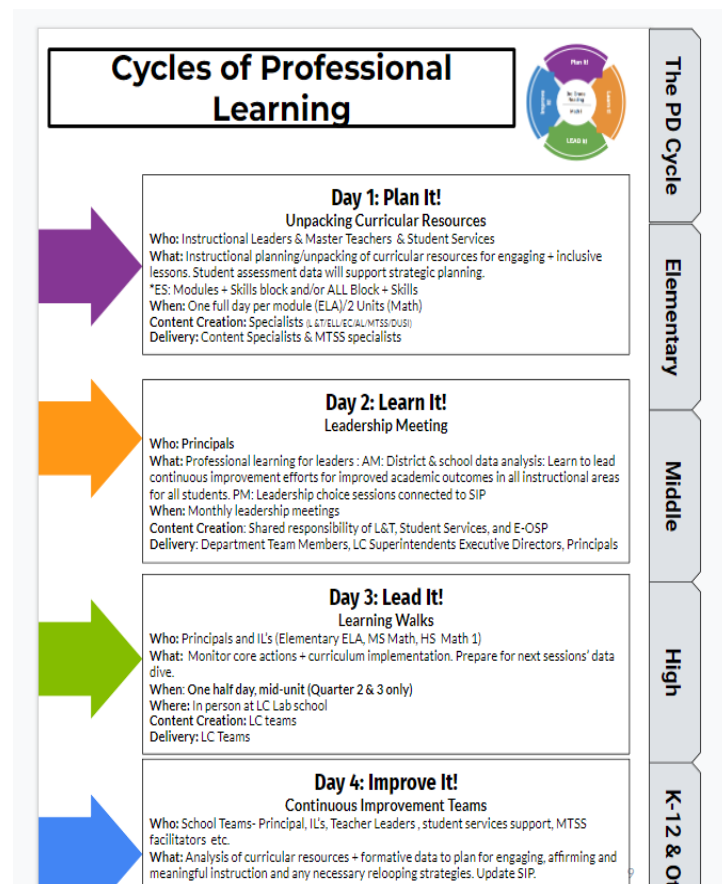 Cycles of Professional
Learning
Plan It!
Learn It!
LEAD It!
The PD Cycle
Elementary
Middle
High
K-12 & Ot
Day 1: Plan It!
Unpacking Curricular Resources
Who: Instructional Leaders & Master Teachers & Student Services
What: Instructional planning/unpacking of curricular resources for engaging + inclusive
lessons. Student assessment data will support strategic planning.
*ES: Modules + Skills block and/or ALL Block + Skills
When: One full day per module (ELA)/2 Units (Math)
Content Creation: Specialists (L &T/ELL/EC/AL/MTSS/DUSI)
Delivery: Content Specialists & MTSS specialists
Day 2: Learn It!
Leadership Meeting
Who: Principals
What: Professional learning for leaders : AM: District & school data analysis: Learn to lead
continuous improvement efforts for improved academic outcomes in all instructional areas
for all students. PM: Leadership choice sessions connected to SIP
When: Monthly leadership meetings
Content Creation: Shared responsibility of L&T, Student Services, and E-OSP
Delivery: Department Team Members, LC Superintendents Executive Directors, Principals
Day 3: Lead It!
Learning Walks
Who: Principals and IL's (Elementary ELA, MS Math, HS Math 1)
What: Monitor core actions + curriculum implementation. Prepare for next sessions' data
dive.
When: One half day, mid-unit (Quarter 2 & 3 only)
Where: In person at LC Lab school
Content Creation: LC teams
Delivery: LC Teams
Day 4: Improve It!
Continuous Improvement Teams
Who: School Teams- Principal, IL's, Teacher Leaders , student services support, MTSS
facilitators etc.
What: Analysis of curricular resources + formative data to plan for engaging, affirming and
meaningful instruction and any necessary relooping strategies. Update SIP.
9